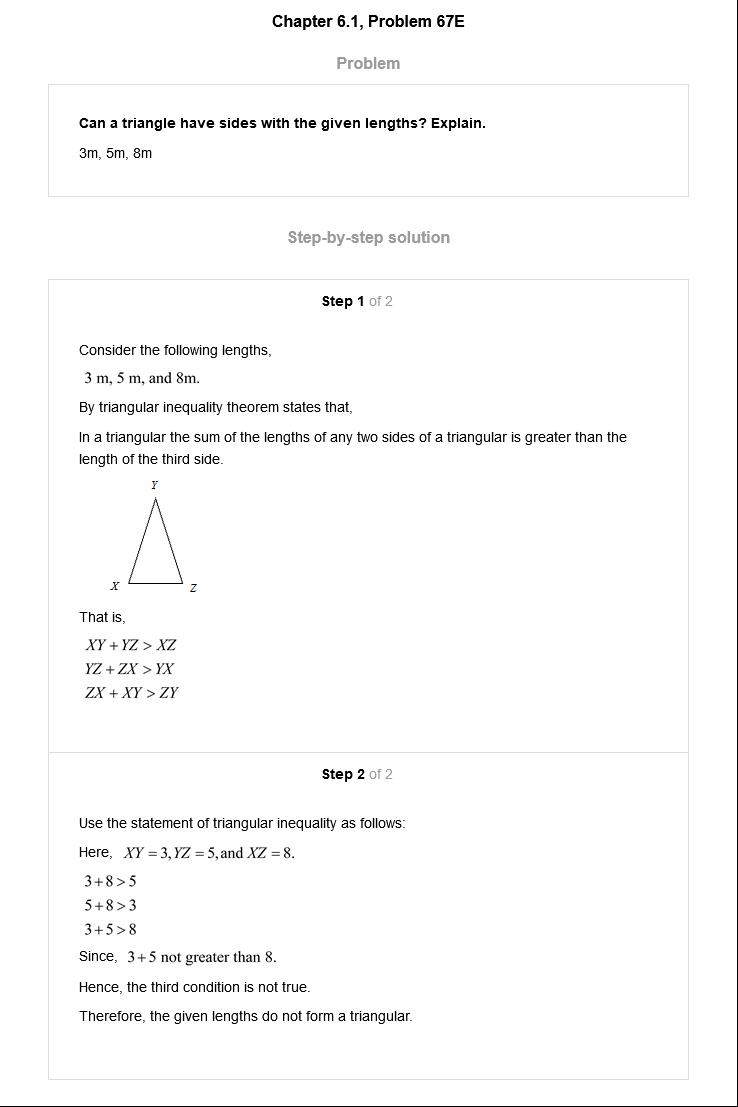 Chapter 6.1, Problem 67E
Problem
Can a triangle have sides with the given lengths? Explain.
3m, 5m, 8m
Step-by-step solution
Step 1 of 2
Consider the following lengths,
3 m, 5 m, and 8m.
By triangular inequality theorem states that,
In a triangular the sum of the lengths of any two sides of a triangular is greater than the
length of the third side.
Y
X
Z
That is,
XY + YZ > XZ
YZ + ZX > YX
ZX + XY > ZY
Step 2 of 2
Use the statement of triangular inequality as follows:
Here, XY = 3, YZ = 5, and XZ = 8.
3+8 > 5
5+8 > 3
3+5 > 8
Since, 3+5 not greater than 8.
Hence, the third condition is not true.
Therefore, the given lengths do not form a triangular.